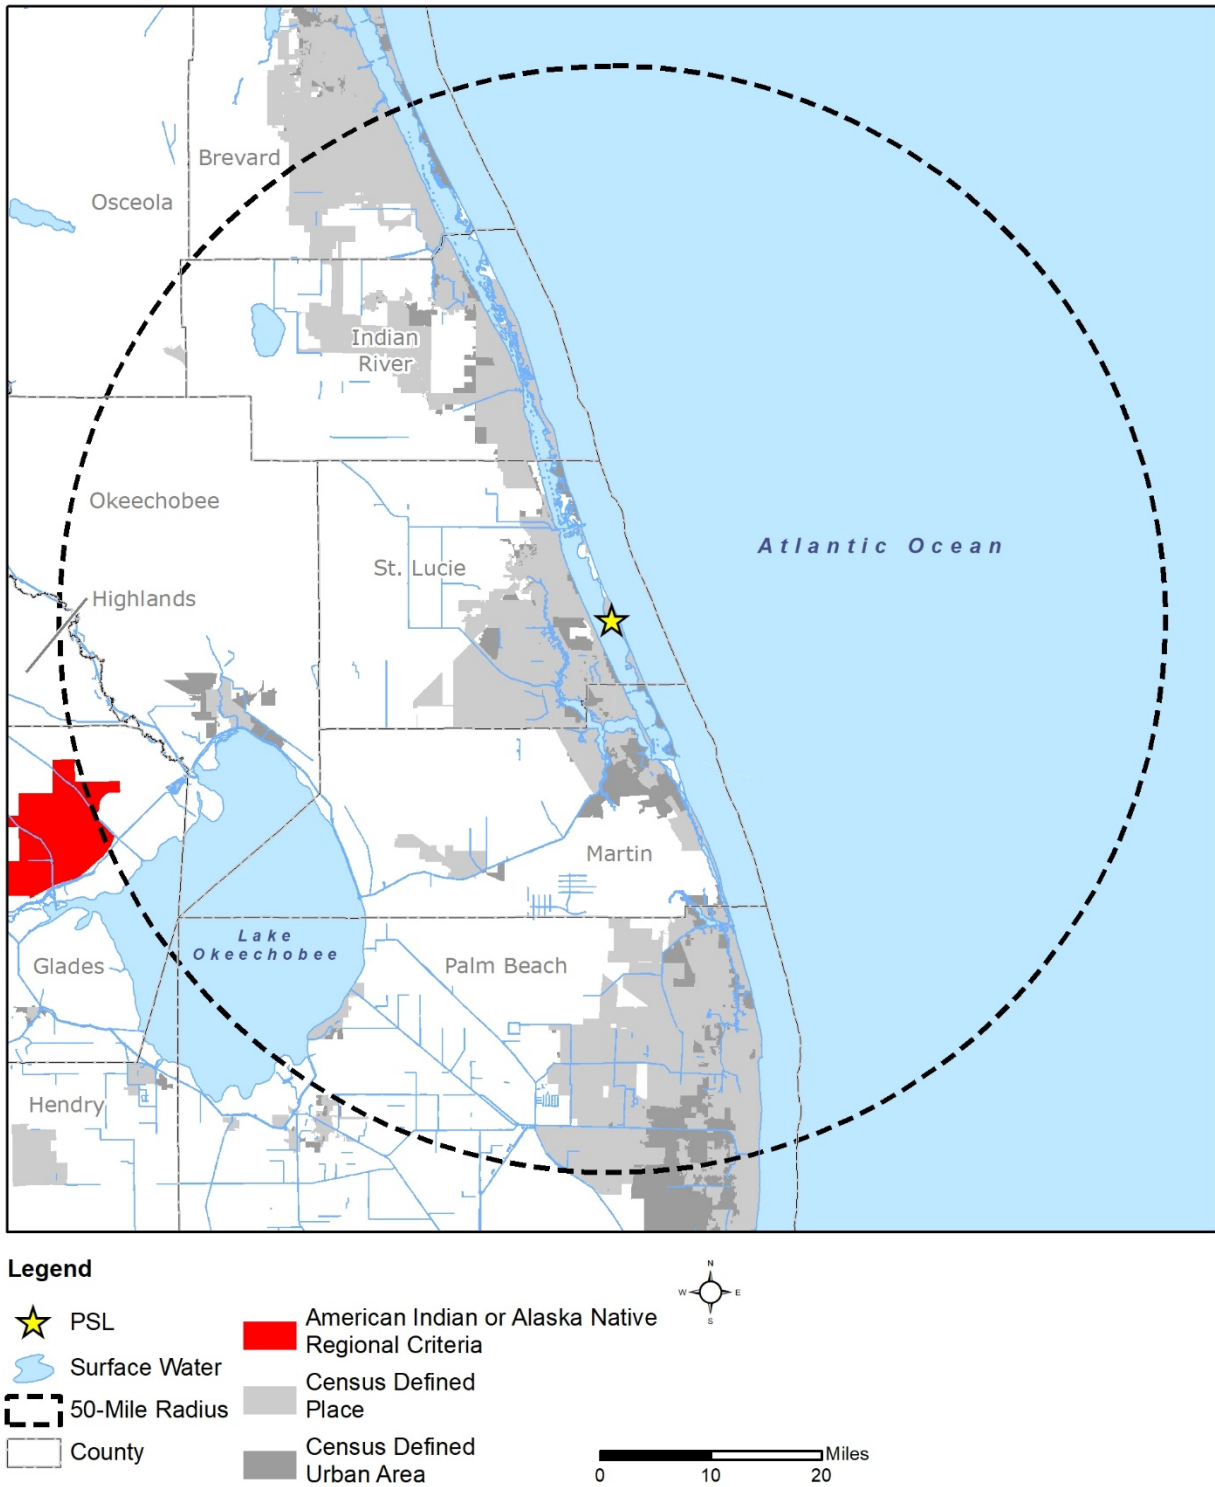 Brevard
Osceola
Indian
River
Okeechobee
Atlantic Ocean
St. Lucie
Highlands
Martin
Lake
Okeechobee
Glades
Palm Beach
Hendry
Legend
PSL
Surface Water
50-Mile Radius
County
American Indian or Alaska Native
Regional Criteria
Census Defined
Place
Census Defined
Urban Area
N
W E
S
Miles
0 10 20